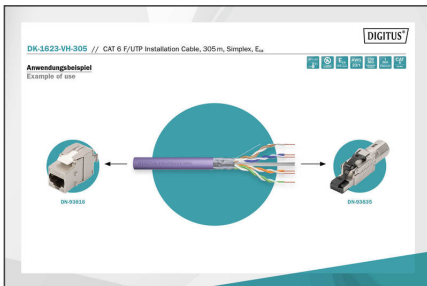 DIGITUS®
DK-1623-VH-305 // CAT 6 F/UTP Installation Cable, 305 m, Simplex, Eca
Anwendungsbeispiel
Example of use
DN-93616
DN-93835